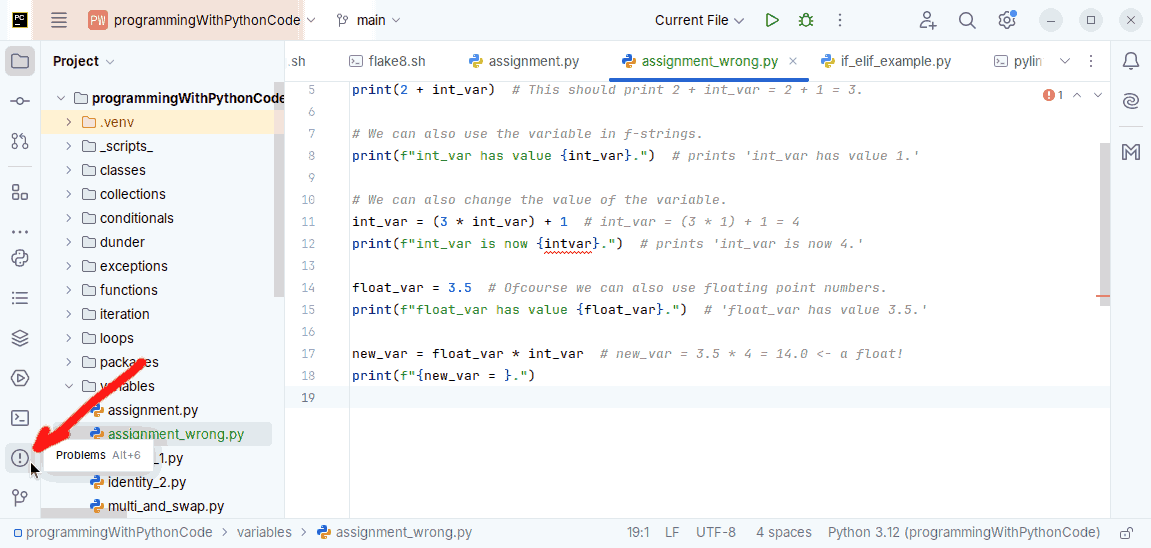 PC
PW programmingWithPythonCode main Current File
Project
.sh flake8.sh assignment.py assignment_wrong.py if_elif_example.py pylin
programmingWithPythonCode
.venv
_scripts_
classes
collections
conditionals
dunder
exceptions
functions
iteration
loops
packages
variables
assignment.py
assignment_wrong.py
_1.py
identity_2.py
multi_and_swap.py
Problems Alt+6
1
5 print(2 + int_var)  # This should print 2 + int_var = 2 + 1 = 3.
6
7 # We can also use the variable in f-strings.
8 print(f"int_var has value {int_var}.")  # prints 'int_var has value 1.'
9
10 # We can also change the value of the variable.
11 int_var = (3 * int_var) + 1  # int_var = (3 * 1) + 1 = 4
12 print(f"int_var is now {intvar}.")  # prints 'int_var is now 4.'
13
14 float_var = 3.5  # Ofcourse we can also use floating point numbers.
15 print(f"float_var has value {float_var}.")  # 'float_var has value 3.5.'
16
17 new_var = float_var * int_var  # new_var = 3.5 * 4 = 14.0 <- a float!
18 print(f"{new_var = }.")
19
programmingWithPythonCode > variables > assignment_wrong.py 19:1 LF UTF-8 4 spaces Python 3.12 (programmingWithPythonCode)